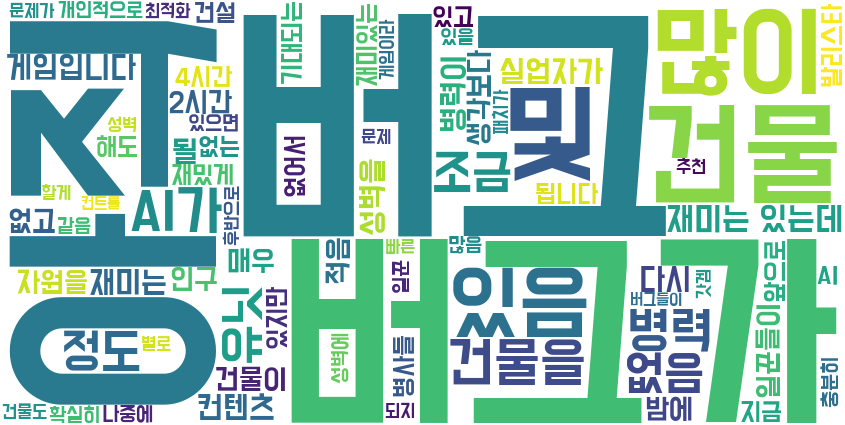 문제가 개인적으로 최적화 건설
있고 많이 발리스타
정버그
기대되는 재미있는 게임이라 있을
게임입니다 4시간 2시간 있으면
성벽 해도 될 없는 재밌게
할게 컨트롤
없어서 문제 성벽을
병력이 생각보다 패치가 실업자가
및 건물 추천
조금 됩니다
AI가 없고 같음 후반으로
재미는 있는데
자원을 재미는 인구 매우 적음 일꾼 빠른 많음
정도 별로 유닛 있지만
버그가
있음 건물을
다시 버그들이 갓겜 앞으로 AI
병력 없음 일꾼들이 충분히
건물이 성벽에 병사들
건물도 확실히 나중에 컨텐츠 되지 밤에 지금